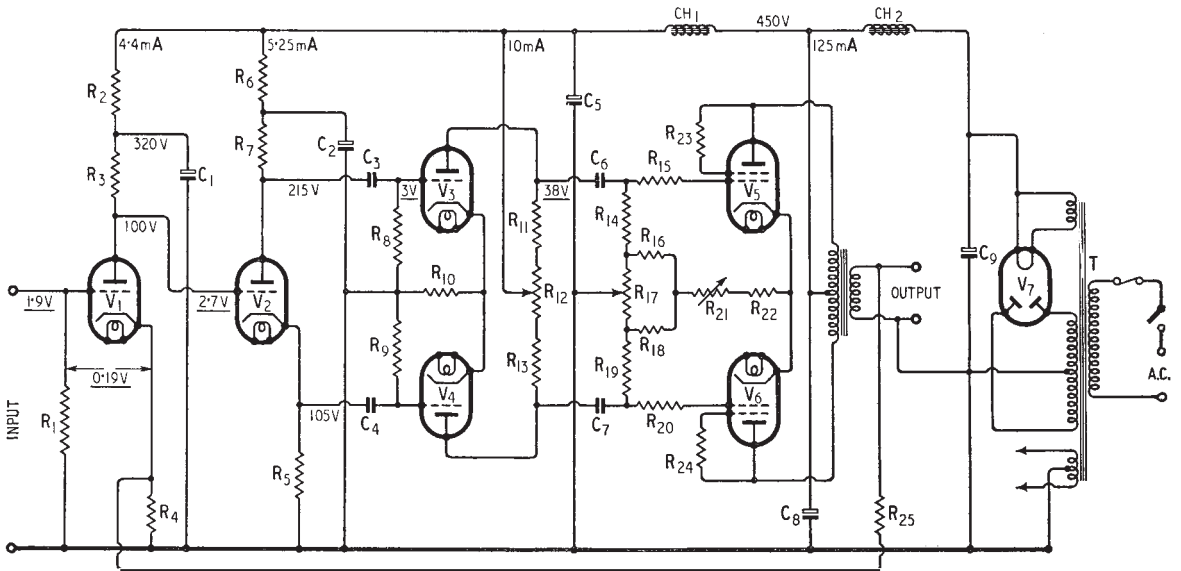 CH1
450V
CH2
4·4mA
5·25mA
10mA
125mA
R2
R6
C5
R23
320V
R7
C2
C3
C6
R15
V5
R3
C1
215V
3V
V3
38V
100V
R8
R11
R14
R16
C9
V7
T
1·9V
V1
2·7V
V2
R10
R12
R17
R21
R22
OUTPUT
R9
R13
R18
R19
A.C.
0·19V
V4
V6
INPUT
R1
105V
C4
C7
R20
R5
R24
R4
C8
R25